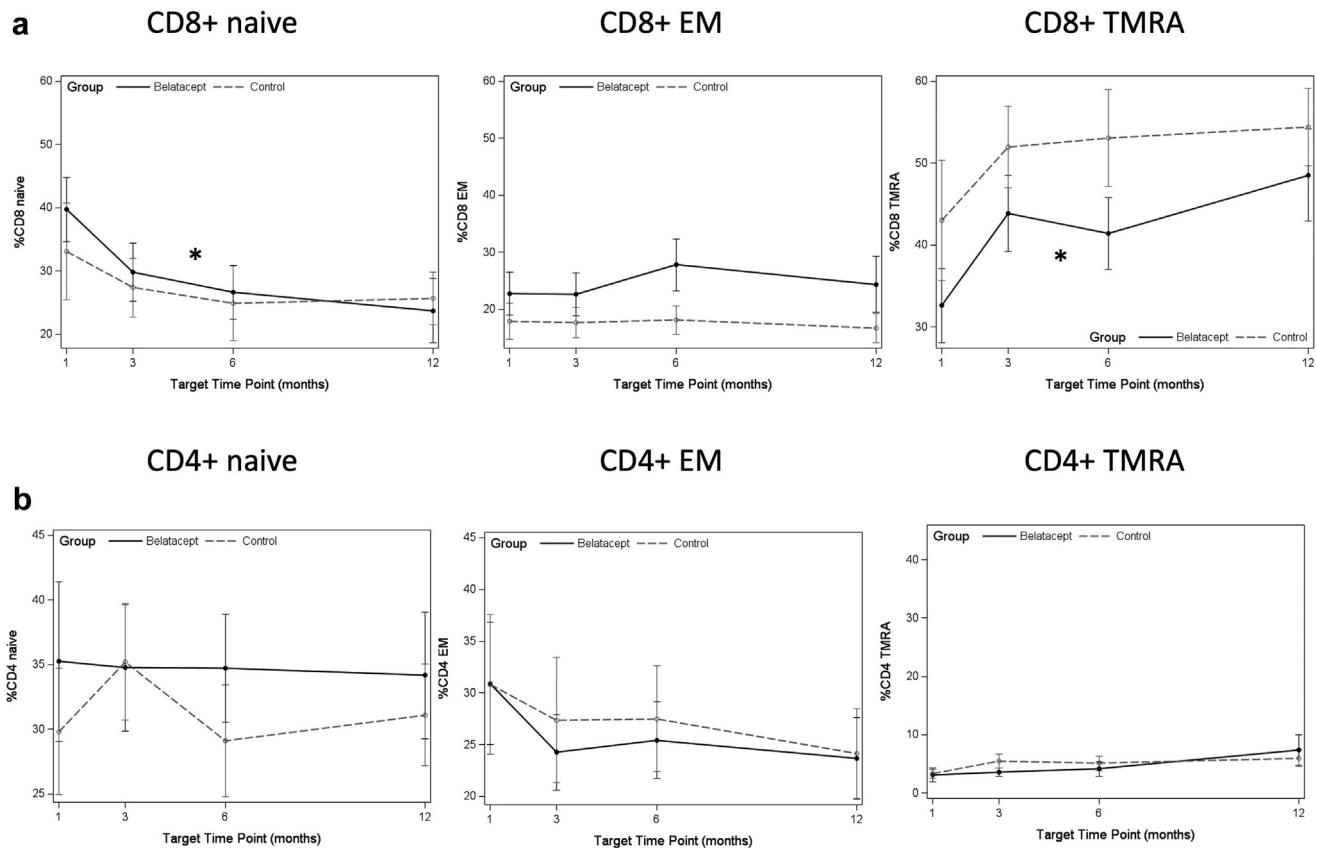 a
CD8+ naive
CD8+ EM
CD8+ TMRA
Group Belatacept Control
60
50
40
30
20
%CD8 naive
*
1 3 6 12
Target Time Point (months)
Group Belatacept Control
60
50
40
30
20
%CD8 EM
1 3 6 12
Target Time Point (months)
60
50
40
30
%CD8 TMRA
*
Group Belatacept Control
1 3 6 12
Target Time Point (months)
CD4+ naive
CD4+ EM
CD4+ TMRA
b
Group Belatacept Control
45
40
35
30
25
%CD4 naive
1 3 6 12
Target Time Point (months)
Group Belatacept Control
45
40
35
30
25
20
%CD4 EM
1 3 6 12
Target Time Point (months)
Group Belatacept Control
40
30
20
10
0
%CD4 TMRA
1 3 6 12
Target Time Point (months)